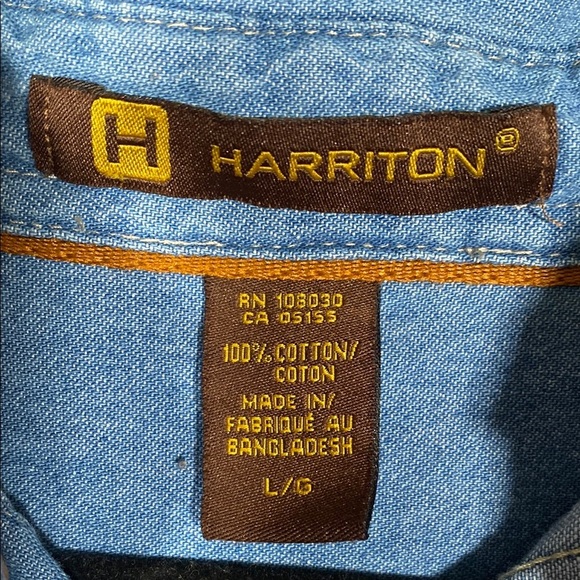 H HARRITON®
RN 108030
CA 05155
100% COTTON/
COTON
MADE IN/
FABRIQUÉ AU
BANGLADESH
L/G